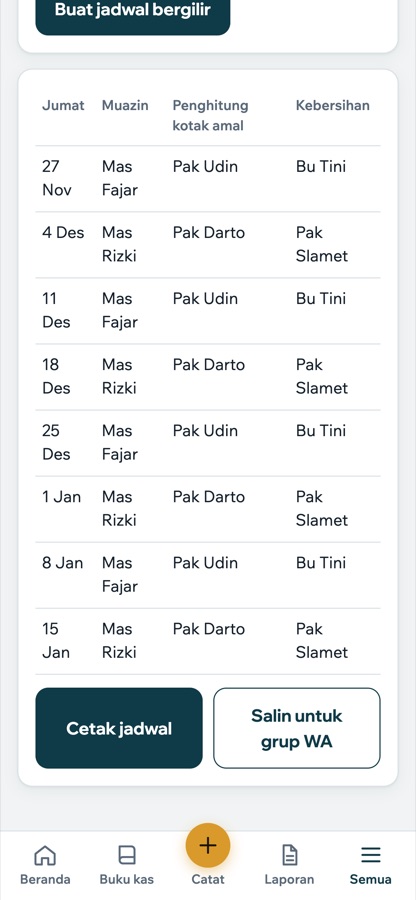 Buat jadwal bergilir
Jumat Muazin Penghitung Kebersihan
kotak amal
27 Mas Pak Udin Bu Tini
Nov Fajar
4 Des Mas Pak Darto Pak
Rizki Slamet
11 Mas Pak Udin Bu Tini
Des Fajar
18 Mas Pak Darto Pak
Des Rizki Slamet
25 Mas Pak Udin Bu Tini
Des Fajar
1 Jan Mas Pak Darto Pak
Rizki Slamet
8 Jan Mas Pak Udin Bu Tini
Fajar
15 Mas Pak Darto Pak
Jan Rizki Slamet
Cetak jadwal
Salin untuk
grup WA
Beranda Buku kas Catat Laporan Semua